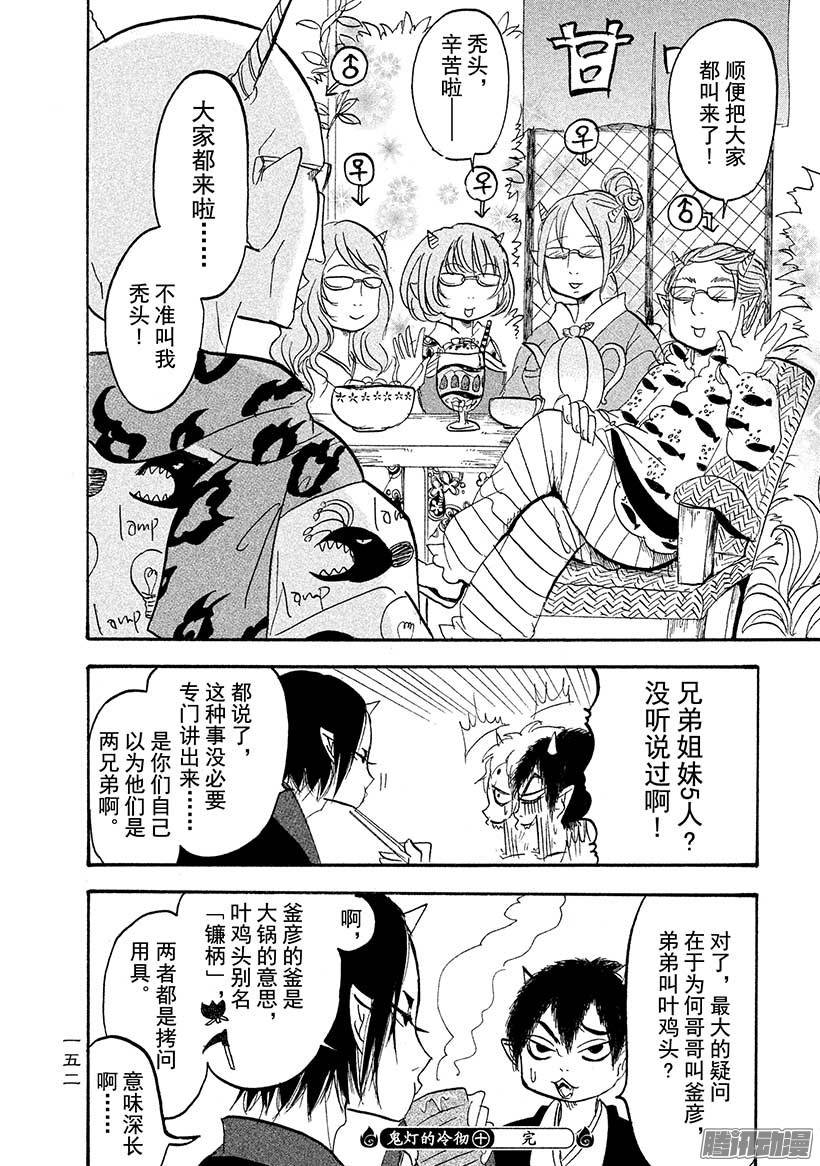 顺便把大家
都叫来了！
秃头，
辛苦啦
——
甘
♀
♂
♀
♀
♂
大家都来啦……
不准叫我
秃头！
lamp
lamp
lamp
lamp
兄弟姐妹5人？
没听说过啊！
都说了，
这种事没必要
专门讲出来……
是你们自己
以为他们是
两兄弟啊。
对了，最大的疑问
在于为何哥哥叫釜彦，
弟弟叫叶鸡头？
啊，
釜彦的釜是
大锅的意思，
叶鸡头别名
「镰柄」，
两者都是拷问
用具。
意味深长
啊……
一五二
鬼灯的冷彻 十 完
腾讯动漫